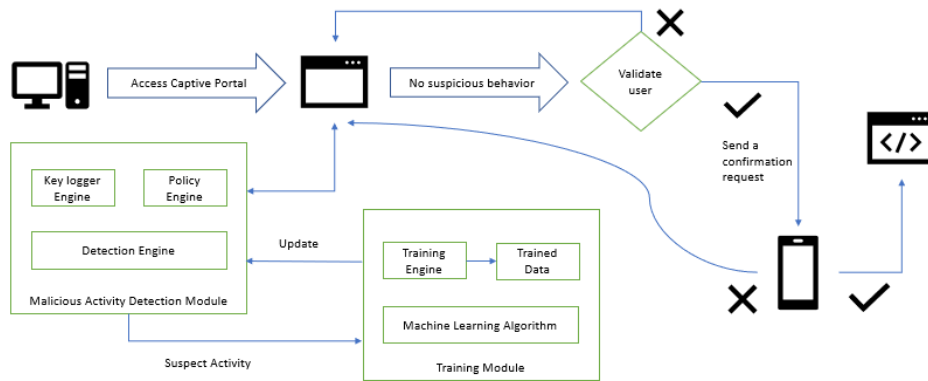 Access Captive Portal
No suspicious behavior
Validate
user
Send a
confirmation
request
</>
Key logger
Engine
Policy
Engine
Detection Engine
Malicious Activity Detection Module
Update
Training
Engine
Trained
Data
Machine Learning Algorithm
Training Module
Suspect Activity